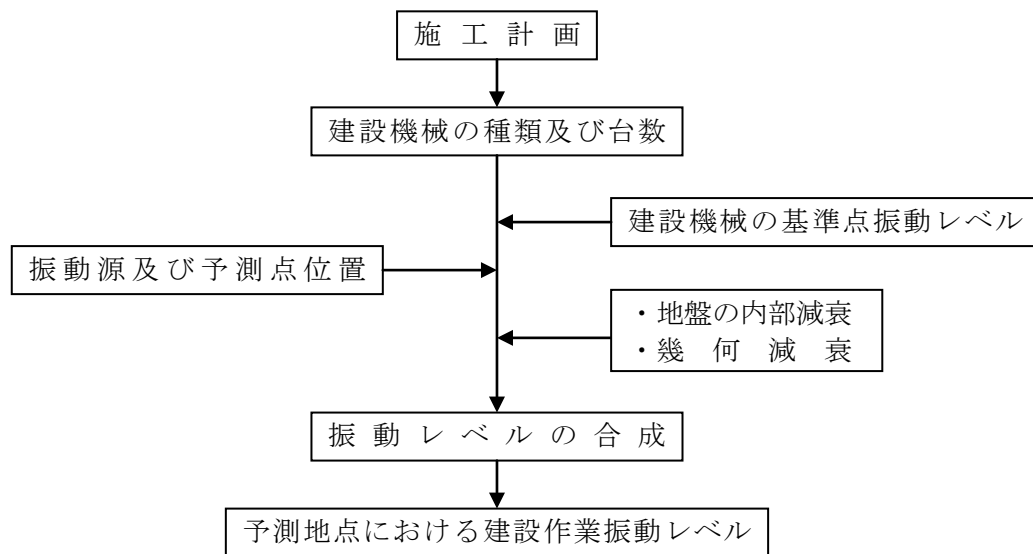 施工計画
建設機械の種類及び台数
建設機械の基準点振動レベル
振動源及び予測点位置
・地盤の内部減衰
・幾何減衰
振動レベルの合成
予測地点における建設作業振動レベル